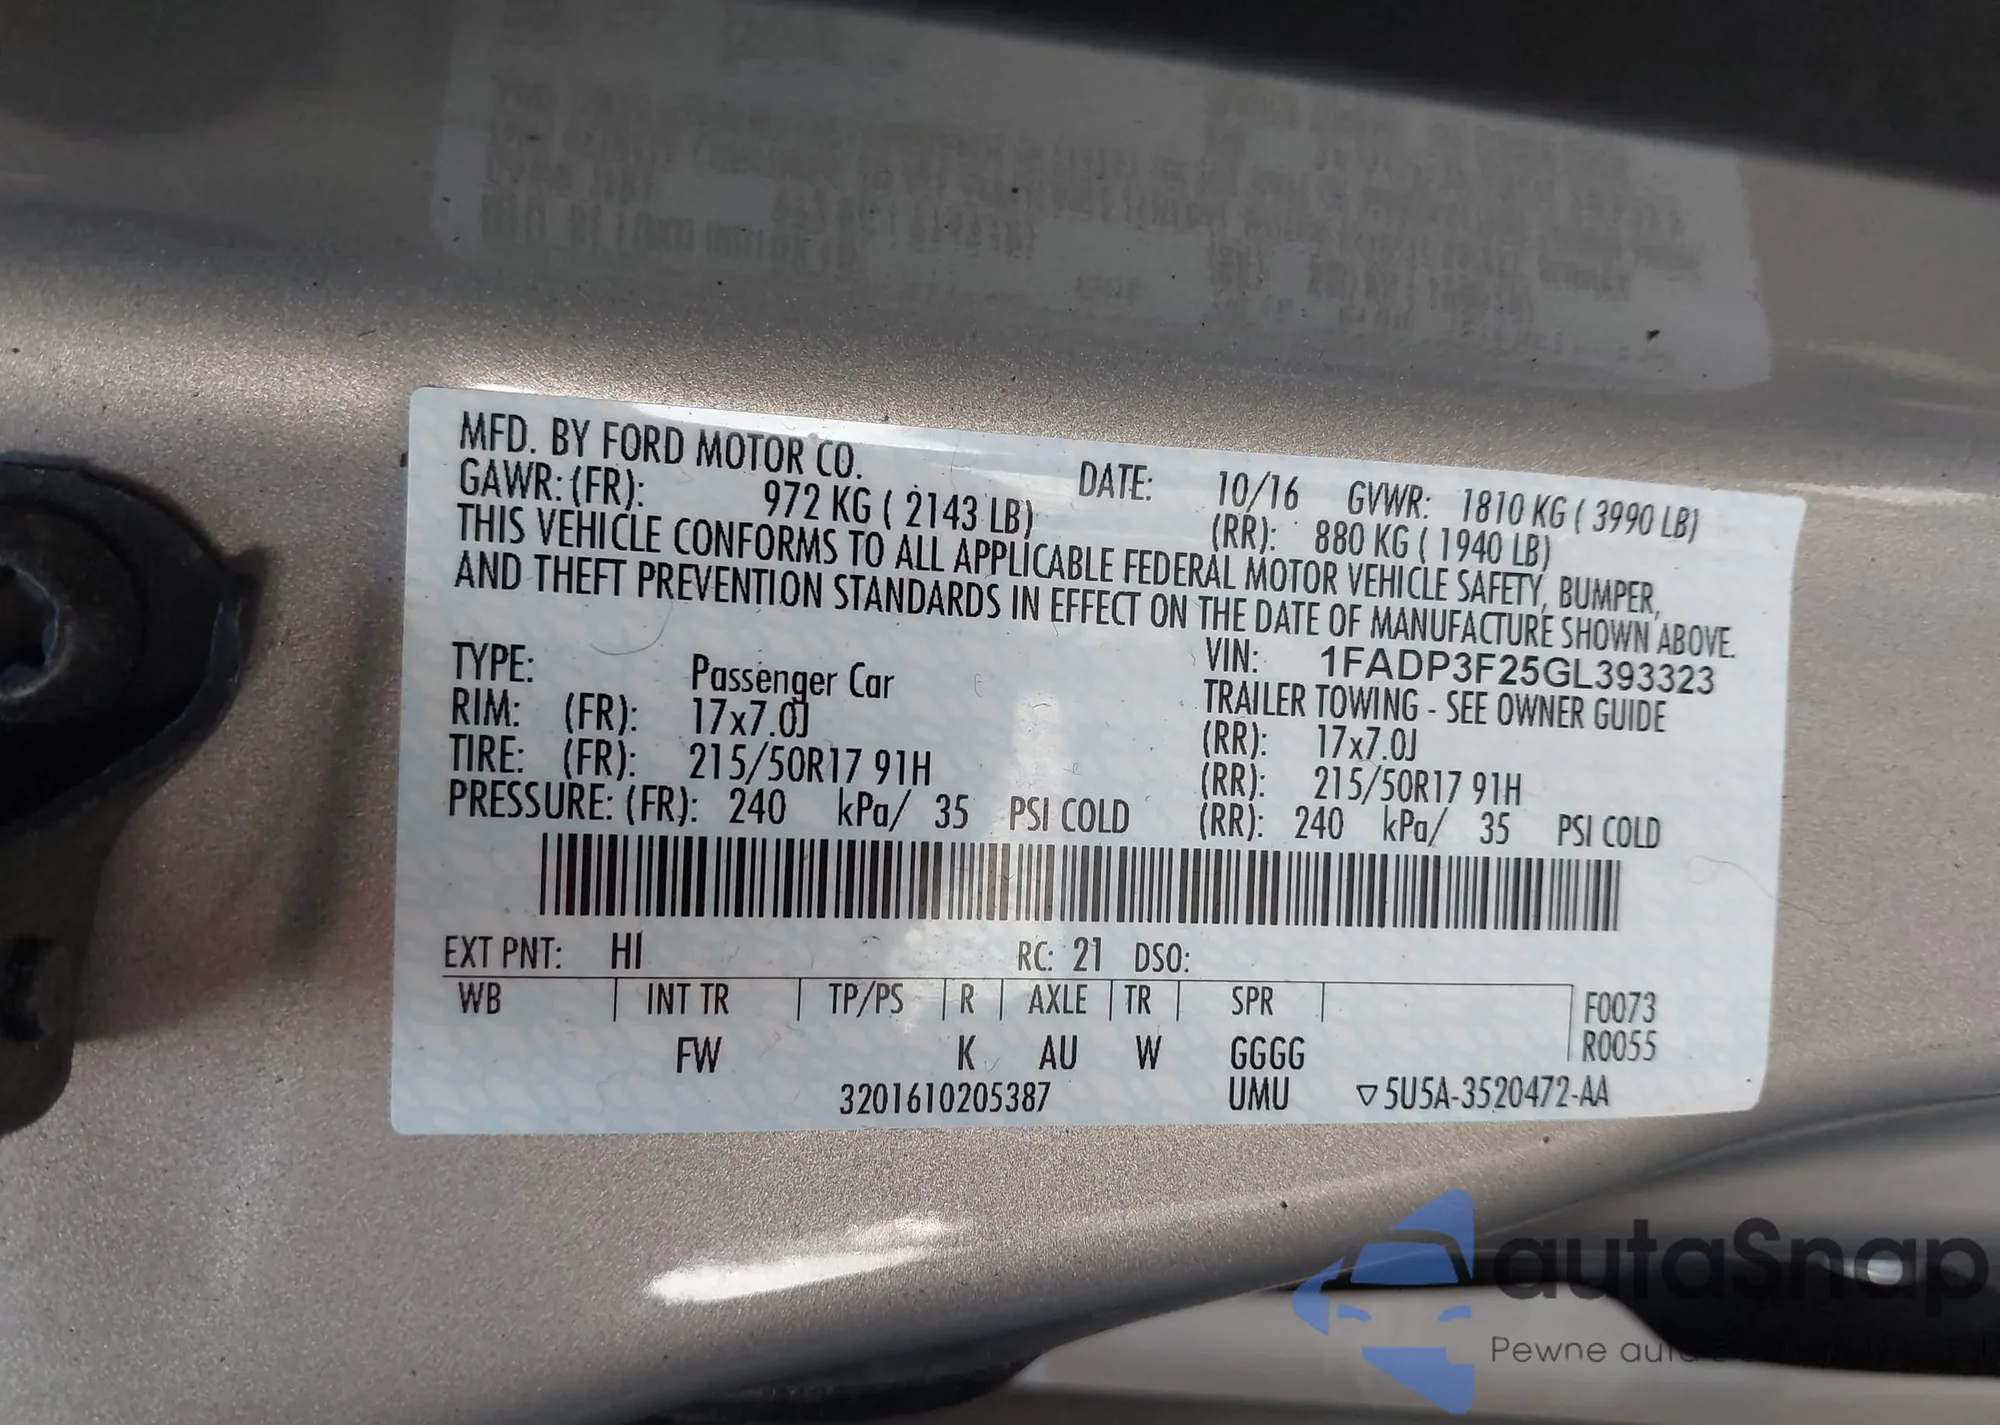 MFD. BY FORD MOTOR CO.
DATE: 10/16 GVWR: 1810 KG ( 3990 LB)
GAWR: (FR): 972 KG ( 2143 LB) (RR): 880 KG ( 1940 LB)
THIS VEHICLE CONFORMS TO ALL APPLICABLE FEDERAL MOTOR VEHICLE SAFETY, BUMPER,
AND THEFT PREVENTION STANDARDS IN EFFECT ON THE DATE OF MANUFACTURE SHOWN ABOVE.
VIN: 1FADP3F25GL393323
TYPE: Passenger Car TRAILER TOWING - SEE OWNER GUIDE
RIM: (FR): 17x7.0J (RR): 17x7.0J
TIRE: (FR): 215/50R17 91H (RR): 215/50R17 91H
PRESSURE: (FR): 240 kPa/ 35 PSI COLD (RR): 240 kPa/ 35 PSI COLD
EXT PNT: HI RC: 21 DSO:
WB INT TR TP/PS R AXLE TR SPR F0073
FW K AU W GGGG R0055
3201610205387 UMU ▽5U5A-3520472-AA
autaSnap
Pewne auta